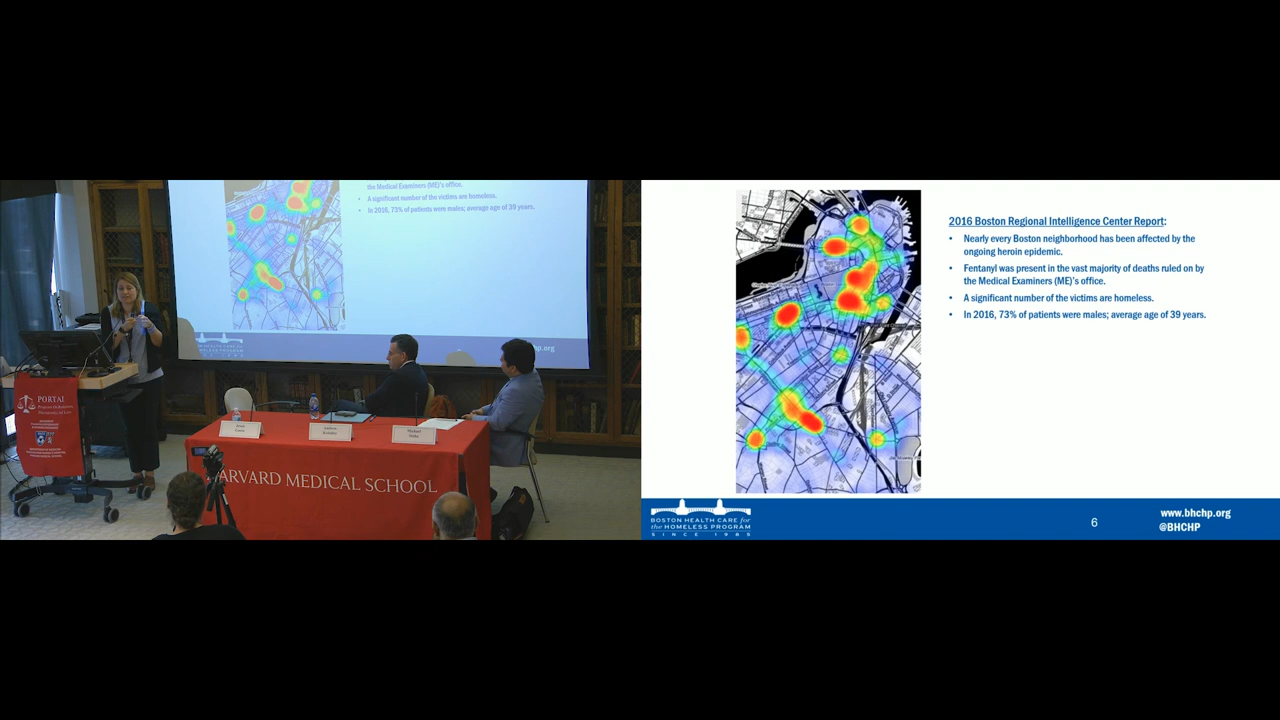 the Medical Examiners (ME)'s office.
• A significant number of the victims are homeless.
• In 2016, 73% of patients were males; average age of 39 years.
HOMELESS PROGRAM
PORTAL
HARVARD MEDICAL SCHOOL
2016 Boston Regional Intelligence Center Report:
• Nearly every Boston neighborhood has been affected by the
ongoing heroin epidemic.
• Fentanyl was present in the vast majority of deaths ruled on by
the Medical Examiners (ME)'s office.
• A significant number of the victims are homeless.
• In 2016, 73% of patients were males; average age of 39 years.
BOSTON HEALTH CARE for
the HOMELESS PROGRAM
SINCE 1985
6
www.bhchp.org
@BHCHP